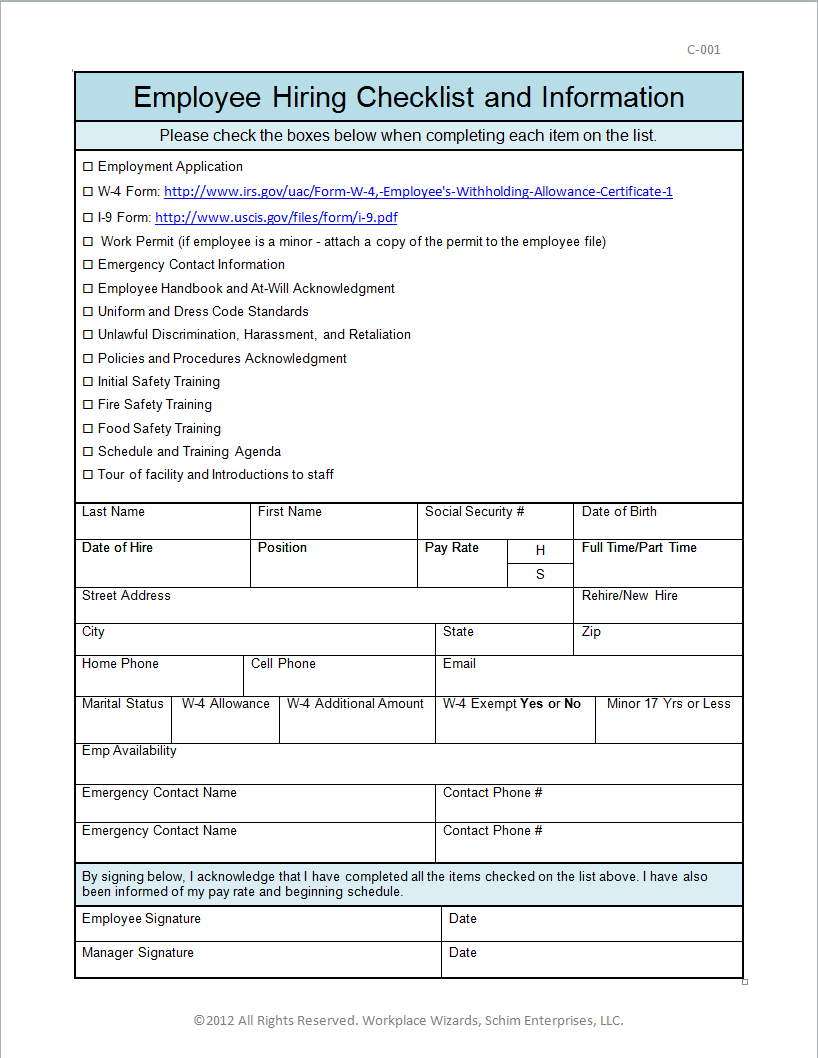 C-001
Employee Hiring Checklist and Information
Please check the boxes below when completing each item on the list.
☐ Employment Application
☐ W-4 Form: http://www.irs.gov/uac/Form-W-4,-Employee's-Withholding-Allowance-Certificate-1
☐ I-9 Form: http://www.uscis.gov/files/form/i-9.pdf
☐ Work Permit (if employee is a minor - attach a copy of the permit to the employee file)
☐ Emergency Contact Information
☐ Employee Handbook and At-Will Acknowledgment
☐ Uniform and Dress Code Standards
☐ Unlawful Discrimination, Harassment, and Retaliation
☐ Policies and Procedures Acknowledgment
☐ Initial Safety Training
☐ Fire Safety Training
☐ Food Safety Training
☐ Schedule and Training Agenda
☐ Tour of facility and Introductions to staff
Last Name First Name Social Security # Date of Birth
Date of Hire Position Pay Rate H Full Time/Part Time
S
Street Address Rehire/New Hire
City State Zip
Home Phone Cell Phone Email
Marital Status W-4 Allowance W-4 Additional Amount W-4 Exempt Yes or No Minor 17 Yrs or Less
Emp Availability
Emergency Contact Name Contact Phone #
Emergency Contact Name Contact Phone #
By signing below, I acknowledge that I have completed all the items checked on the list above. I have also
been informed of my pay rate and beginning schedule.
Employee Signature Date
Manager Signature Date
©2012 All Rights Reserved. Workplace Wizards, Schim Enterprises, LLC.